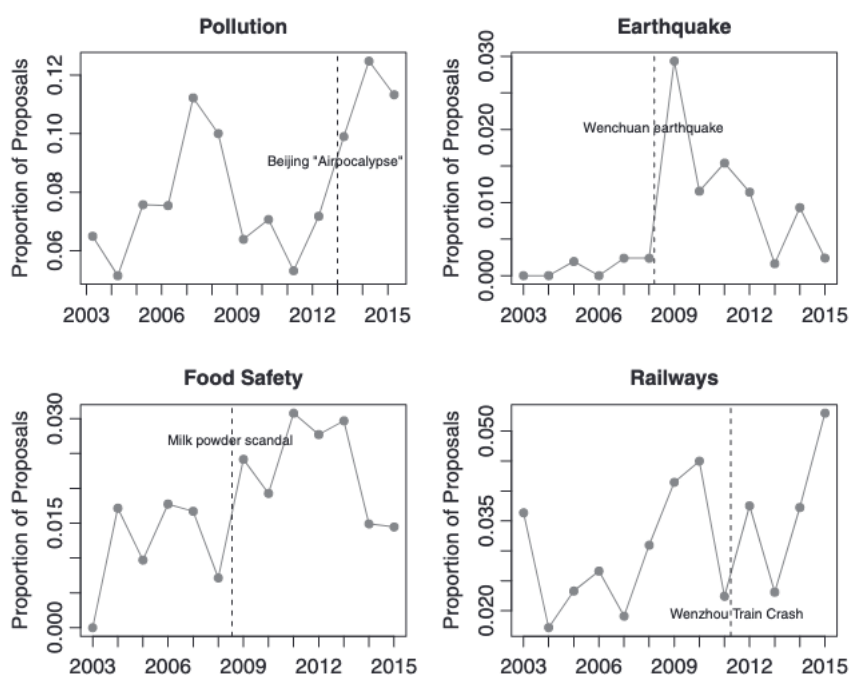 Pollution
Proportion of Proposals
0.06 0.08 0.10 0.12
Beijing "Airpocalypse"
2003 2006 2009 2012 2015
Earthquake
Proportion of Proposals
0.000 0.010 0.020 0.030
Wenchuan earthquake
2003 2006 2009 2012 2015
Food Safety
Proportion of Proposals
0.000 0.015 0.030
Milk powder scandal
2003 2006 2009 2012 2015
Railways
Proportion of Proposals
0.020 0.035 0.050
Wenzhou Train Crash
2003 2006 2009 2012 2015